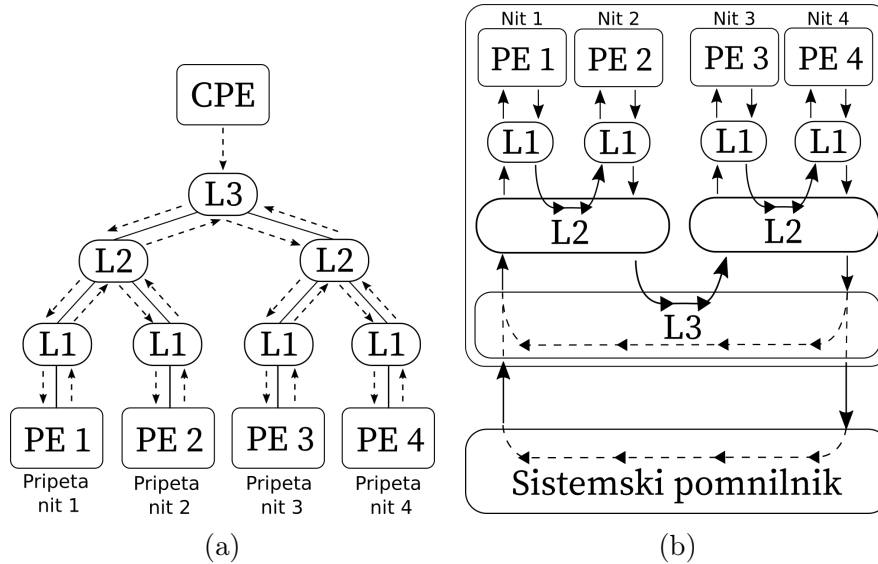 CPE
L3
L2 L2
L1 L1 L1 L1
PE 1 PE 2 PE 3 PE 4
Pripeta nit 1
Pripeta nit 2
Pripeta nit 3
Pripeta nit 4
(a)
Nit 1 Nit 2 Nit 3 Nit 4
PE 1 PE 2 PE 3 PE 4
L1 L1 L1 L1
L2 L2
L3
Sistemski pomnilnik
(b)